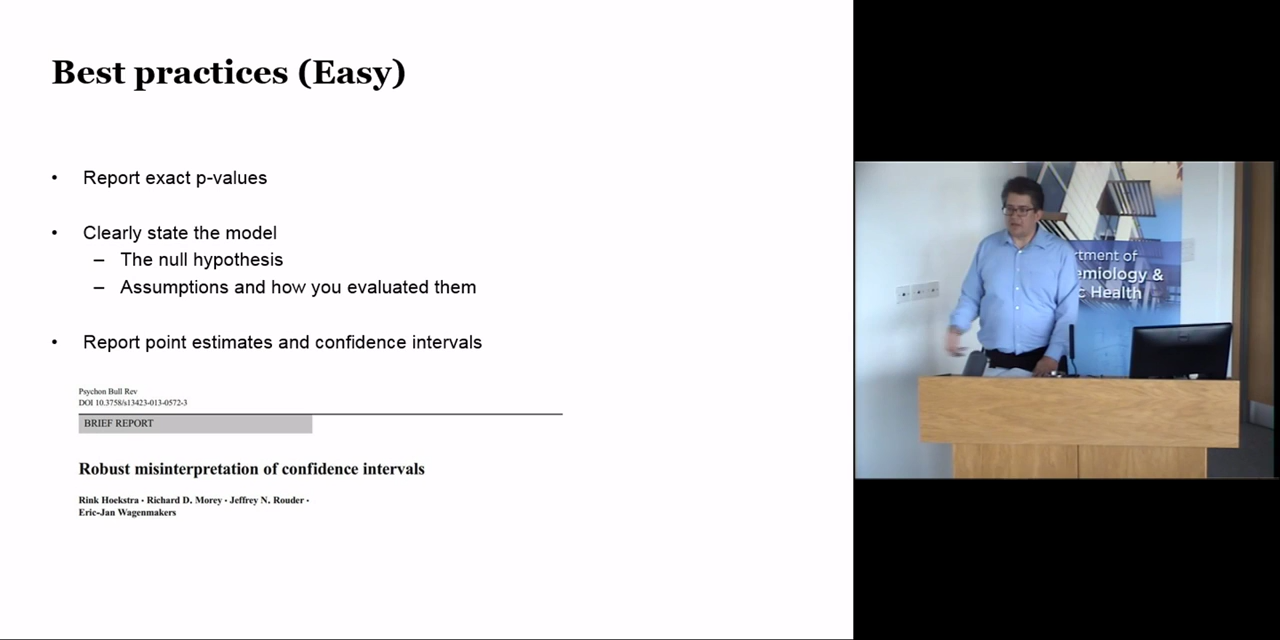 Best practices (Easy)
• Report exact p-values
• Clearly state the model
– The null hypothesis
– Assumptions and how you evaluated them
• Report point estimates and confidence intervals
Psychon Bull Rev
DOI 10.3758/s13423-013-0572-3
BRIEF REPORT
Robust misinterpretation of confidence intervals
Rink Hoekstra · Richard D. Morey · Jeffrey N. Rouder ·
Eric-Jan Wagenmakers
rtment of
emiology &
c Health